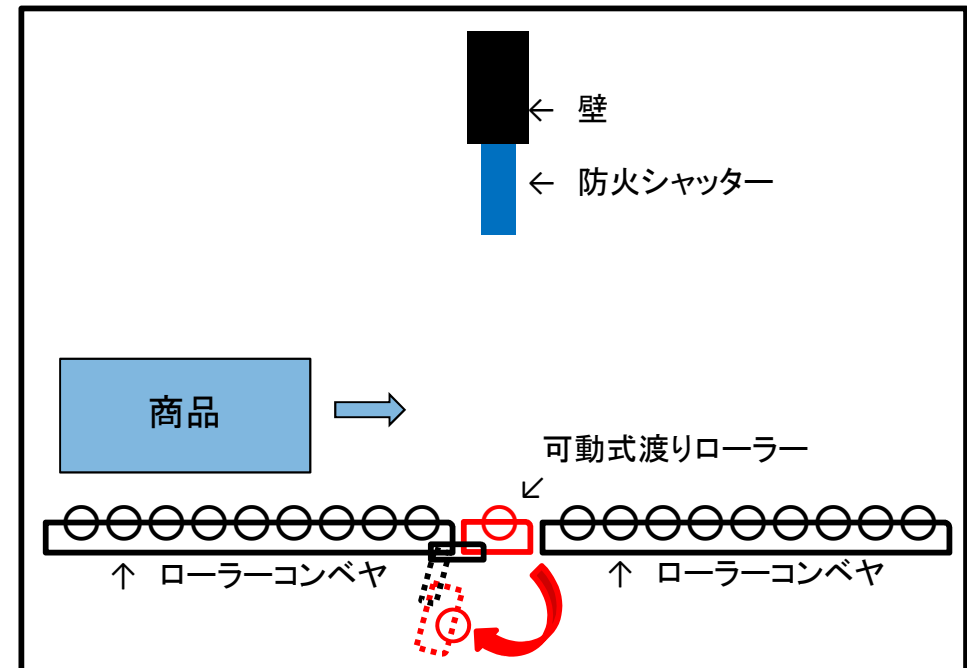 ← 壁
← 防火シャッター
商品
可動式渡りローラー
↙
↑ ローラーコンベヤ
↑ ローラーコンベヤ